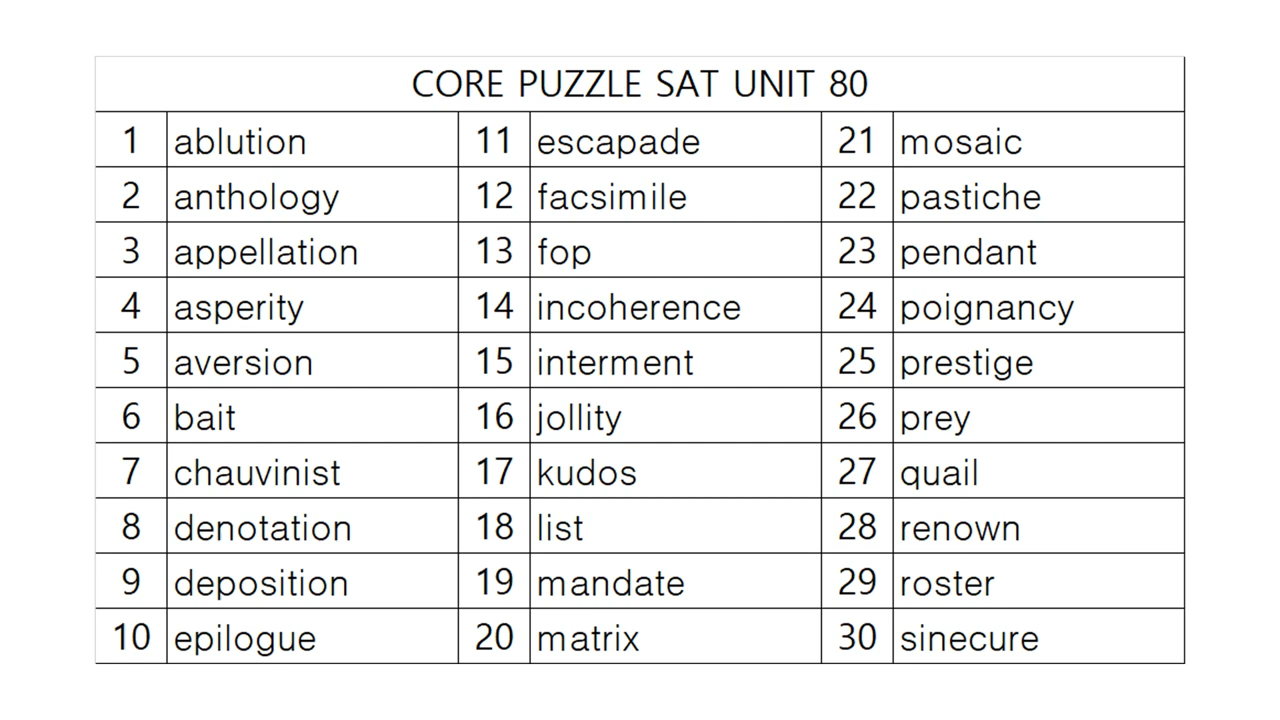 CORE PUZZLE SAT UNIT 80
1 ablution 11 escapade 21 mosaic
2 anthology 12 facsimile 22 pastiche
3 appellation 13 fop 23 pendant
4 asperity 14 incoherence 24 poignancy
5 aversion 15 interment 25 prestige
6 bait 16 jollity 26 prey
7 chauvinist 17 kudos 27 quail
8 denotation 18 list 28 renown
9 deposition 19 mandate 29 roster
10 epilogue 20 matrix 30 sinecure